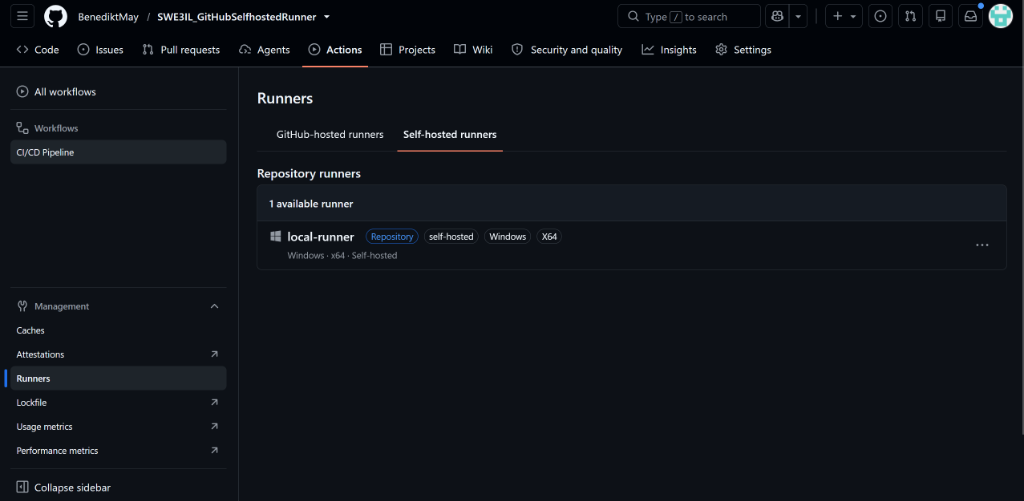 BenediktMay / SWE3IL_GitHubSelfhostedRunner
Type / to search
Code Issues Pull requests Agents Actions Projects Wiki Security and quality Insights Settings
All workflows
Workflows
CI/CD Pipeline
Management
Caches
Attestations
Runners
Lockfile
Usage metrics
Performance metrics
Collapse sidebar
Runners
GitHub-hosted runners Self-hosted runners
Repository runners
1 available runner
local-runner Repository self-hosted Windows X64
Windows · x64 · Self-hosted